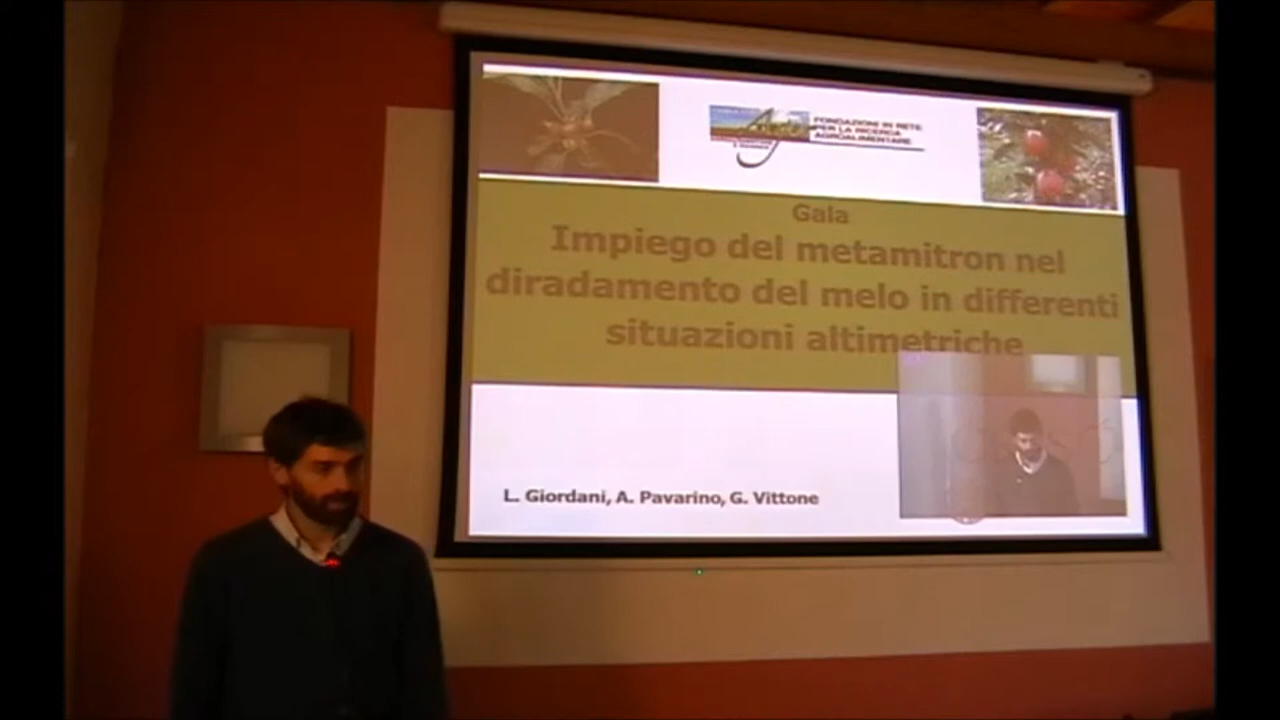 FONDAZIONI IN RETE
PER LA RICERCA
AGROALIMENTARE
Gala
Impiego del metamitron nel
diradamento del melo in differenti
situazioni altimetriche
L. Giordani, A. Pavarino, G. Vittone